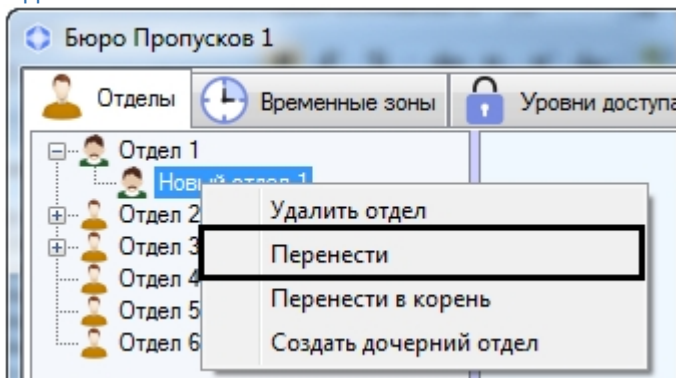 Бюро Пропусков 1
Отделы Временные зоны Уровни доступа
Отдел 1
Новый отдел 1
Отдел 2
Удалить отдел
Отдел 3
Перенести
Отдел 4
Перенести в корень
Отдел 5
Отдел 6
Создать дочерний отдел